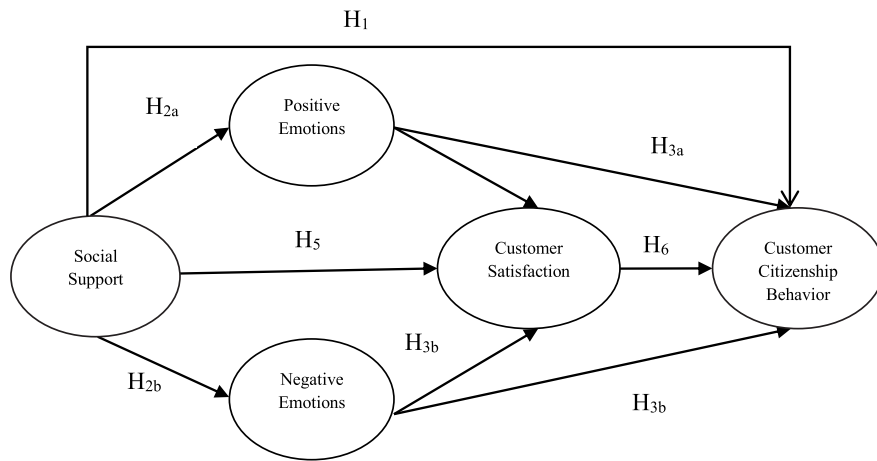 H1
H2a
Positive
Emotions
H3a
Social
Support
H5
Customer
Satisfaction
H6
Customer
Citizenship
Behavior
H2b
Negative
Emotions
H3b
H3b